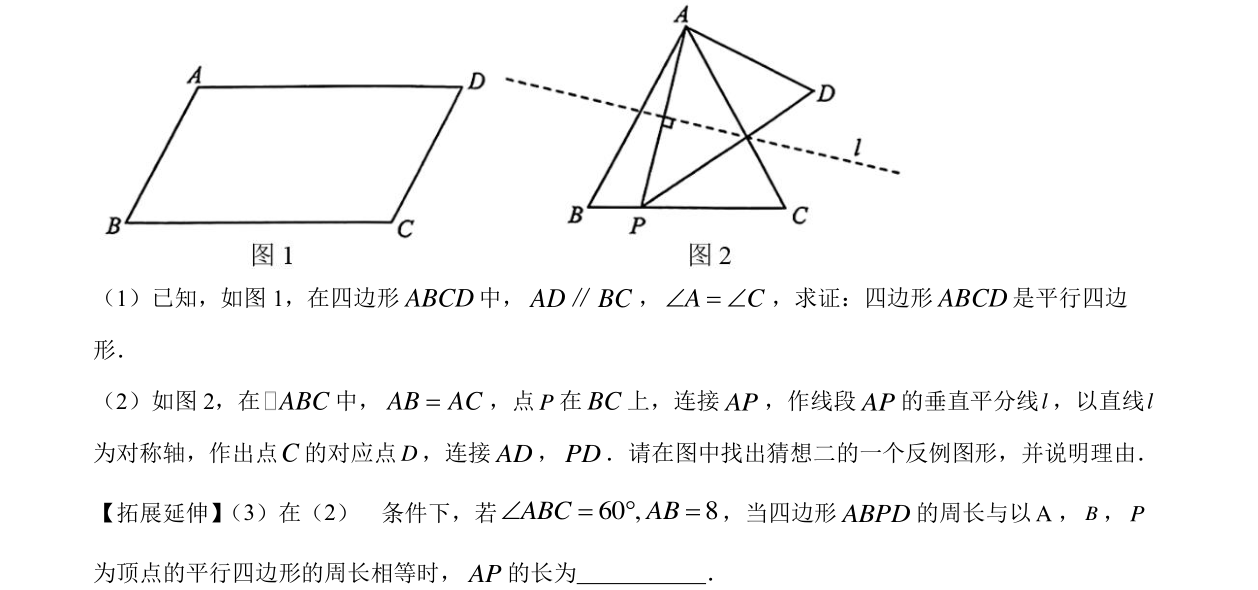 A
D
B
C
图 1
A
D
l
B
P
C
图 2
（1）已知，如图 1，在四边形 ABCD 中， AD // BC ，∠A = ∠C ，求证：四边形 ABCD 是平行四边
形．
（2）如图 2，在□ABC 中， AB = AC ，点 P 在 BC 上，连接 AP ，作线段 AP 的垂直平分线 l ，以直线 l
为对称轴，作出点 C 的对应点 D ，连接 AD ， PD ．请在图中找出猜想二的一个反例图形，并说明理由．
【拓展延伸】（3）在（2） 条件下，若 ∠ABC = 60°, AB = 8 ，当四边形 ABPD 的周长与以 A ， B ， P
为顶点的平行四边形的周长相等时， AP 的长为__________．